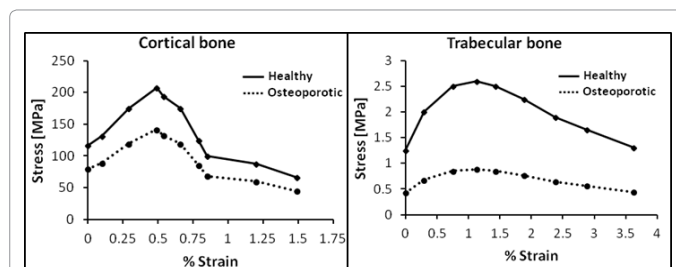 Cortical bone
250
200
150
100
50
0
Stress [MPa]
Healthy
Osteoporotic
0 0.25 0.5 0.75 1 1.25 1.5 1.75
% Strain
Trabecular bone
3
2.5
2
1.5
1
0.5
0
Stress [MPa]
Healthy
Osteoporotic
0 0.5 1 1.5 2 2.5 3 3.5 4
% Strain